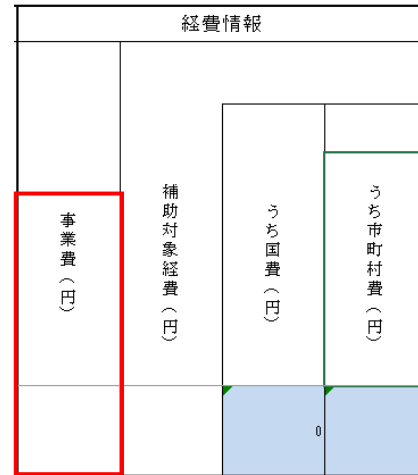 経費情報
事業費（円）
補助対象経費（円）
うち国費（円）
うち市町村費（円）
0